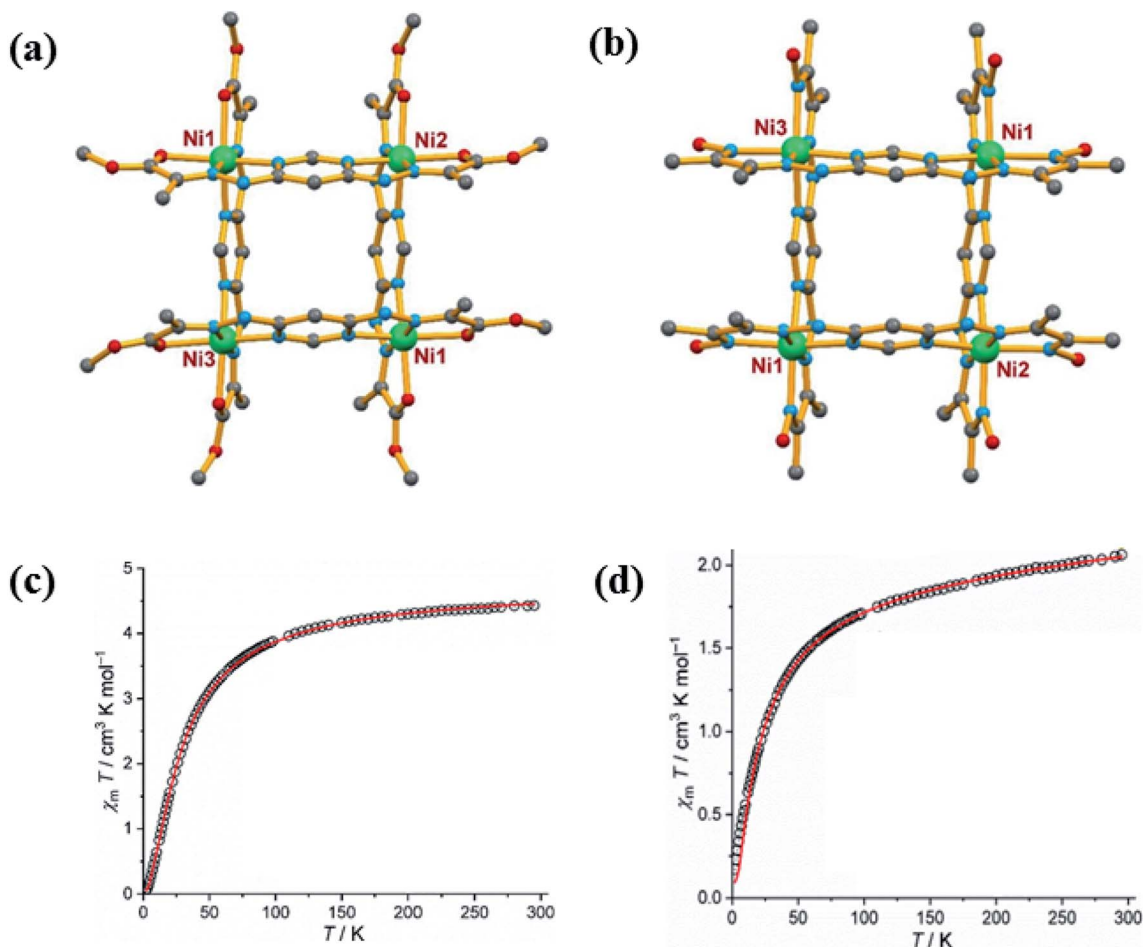 (a)
(b)
Ni1
Ni2
Ni3
Ni1
Ni3
Ni1
Ni1
Ni2
(c)
(d)
5
4
3
2
1
0
χₘ T / cm³ K mol⁻¹
0 50 100 150 200 250 300
T / K
2.0
1.5
1.0
0.5
0.0
χₘ T / cm³ K mol⁻¹
0 50 100 150 200 250 300
T / K